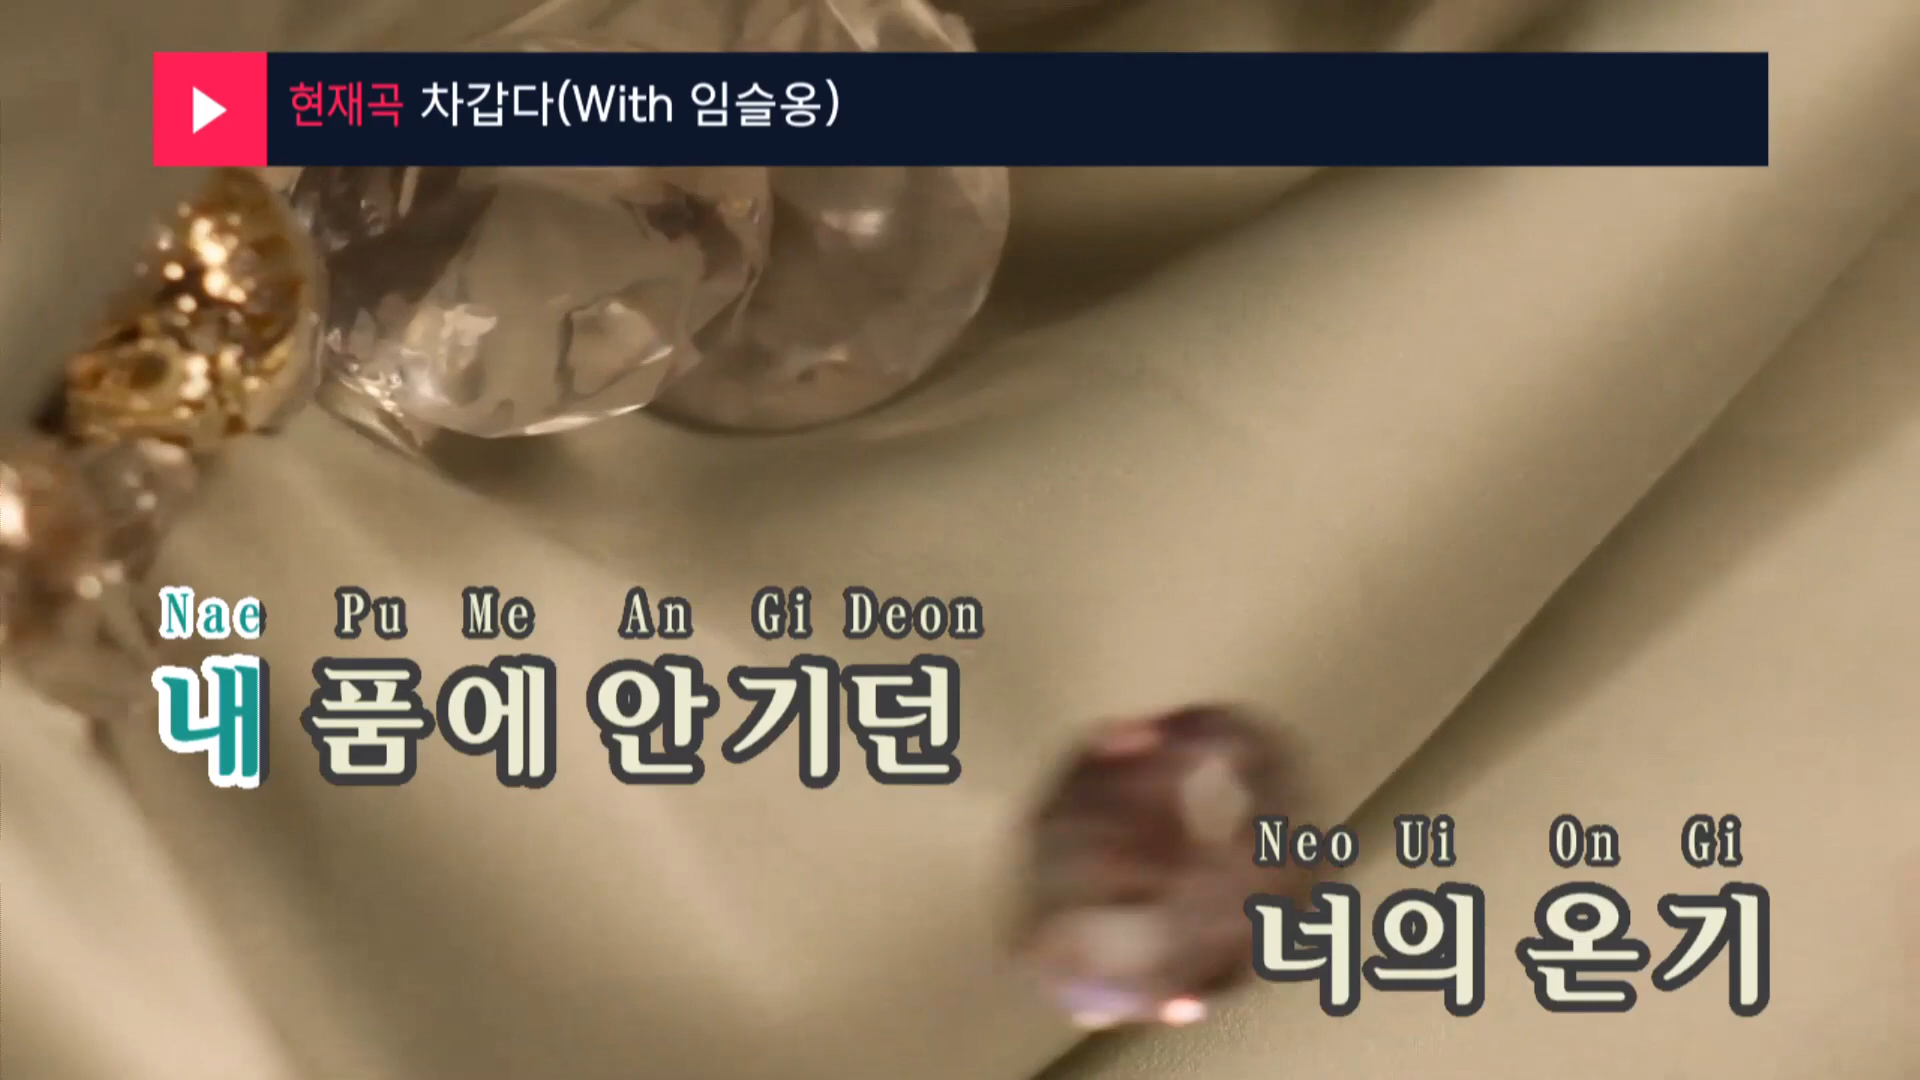 현재곡 차갑다(With 임슬옹)
Nae Pu Me An Gi Deon
내 품에 안기던
Neo Ui On Gi
너의 온기